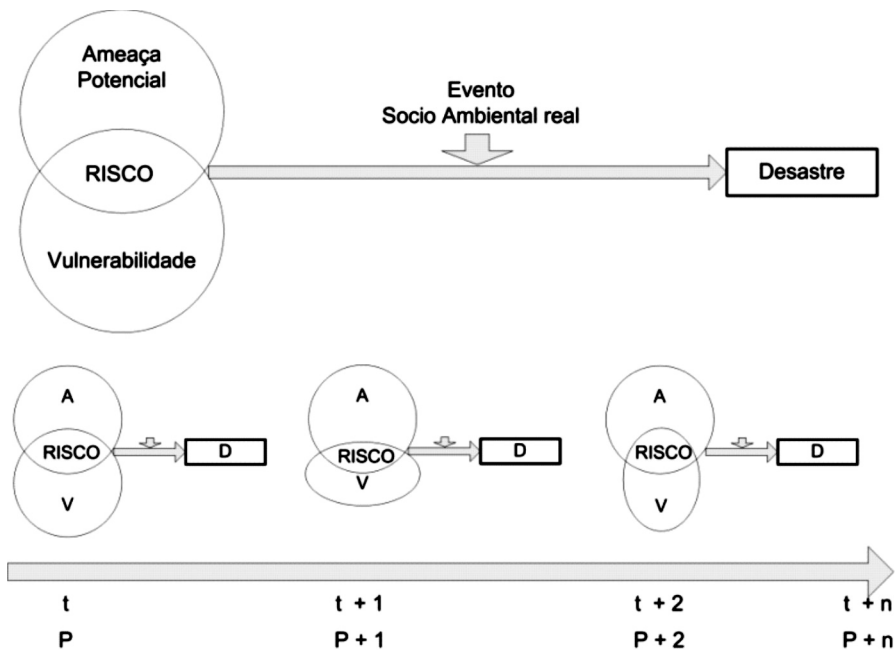 Ameaça
Potencial
Evento
Socio Ambiental real
RISCO
Desastre
Vulnerabilidade
A
RISCO
D
V
A
RISCO
D
V
A
RISCO
D
V
t
t + 1
t + 2
t + n
P
P + 1
P + 2
P + n